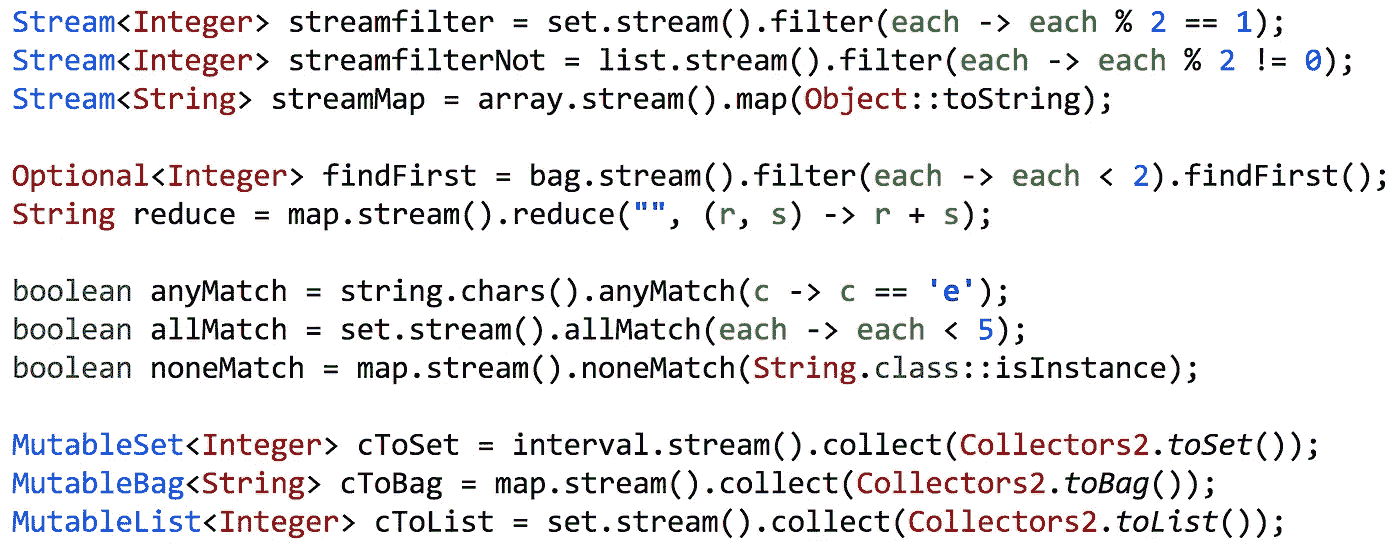 Stream<Integer> streamfilter = set.stream().filter(each -> each % 2 == 1);
Stream<Integer> streamfilterNot = list.stream().filter(each -> each % 2 != 0);
Stream<String> streamMap = array.stream().map(Object::toString);
Optional<Integer> findFirst = bag.stream().filter(each -> each < 2).findFirst();
String reduce = map.stream().reduce("", (r, s) -> r + s);
boolean anyMatch = string.chars().anyMatch(c -> c == 'e');
boolean allMatch = set.stream().allMatch(each -> each < 5);
boolean noneMatch = map.stream().noneMatch(String.class::isInstance);
MutableSet<Integer> cToSet = interval.stream().collect(Collectors2.toSet());
MutableBag<String> cToBag = map.stream().collect(Collectors2.toBag());
MutableList<Integer> cToList = set.stream().collect(Collectors2.toList());